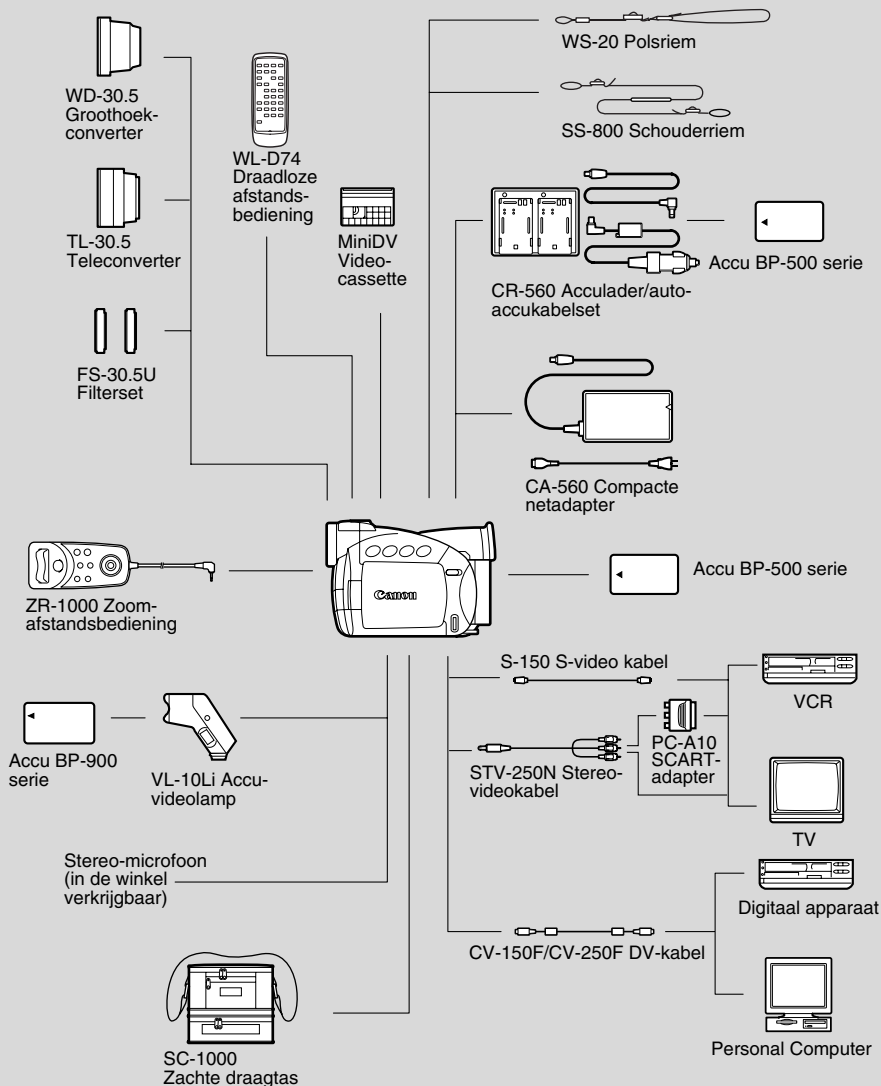 WS-20 Polsriem
SS-800 Schouderriem
WD-30.5
Groothoek-
converter
WL-D74
Draadloze
afstands-
bediening
MiniDV
Video-
cassette
TL-30.5
Teleconverter
CR-560 Acculader/auto-
accukabelset
Accu BP-500 serie
FS-30.5U
Filterset
CA-560 Compacte
netadapter
Canon
ZR-1000 Zoom-
afstandsbediening
Accu BP-500 serie
S-150 S-video kabel
VCR
Accu BP-900
serie
VL-10Li Accu-
videolamp
STV-250N Stereo-
videokabel
PC-A10
SCART-
adapter
TV
Stereo-microfoon
(in de winkel
verkrijgbaar)
Digitaal apparaat
CV-150F/CV-250F DV-kabel
SC-1000
Zachte draagtas
Personal Computer